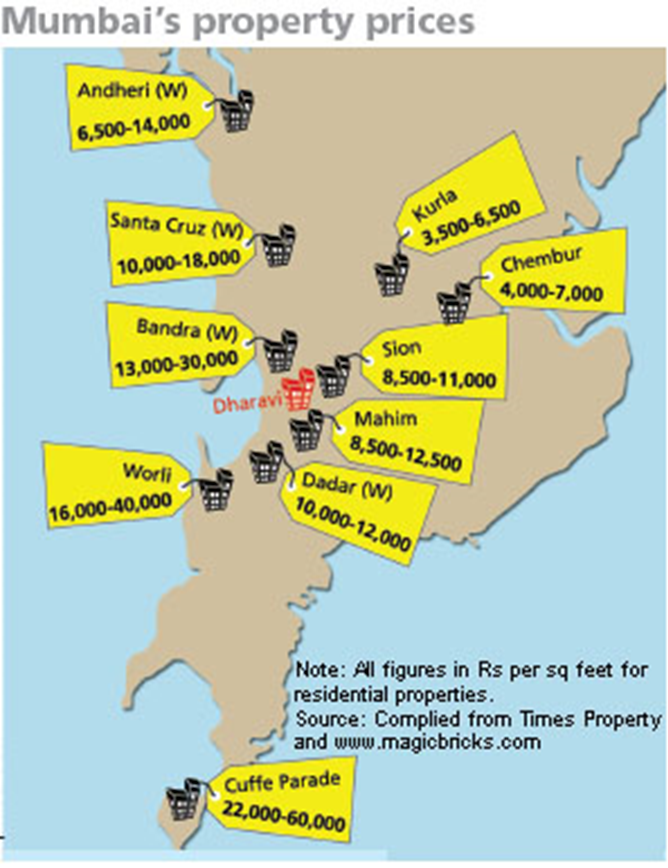 Mumbai's property prices
Andheri (W)
6,500-14,000
Kurla
3,500-6,500
Santa Cruz (W)
10,000-18,000
Chembur
4,000-7,000
Bandra (W)
13,000-30,000
Sion
8,500-11,000
Dharavi
Mahim
8,500-12,500
Worli
16,000-40,000
Dadar (W)
10,000-12,000
Note: All figures in Rs per sq feet for
residential properties.
Source: Complied from Times Property
and www.magicbricks.com
Cuffe Parade
22,000-60,000